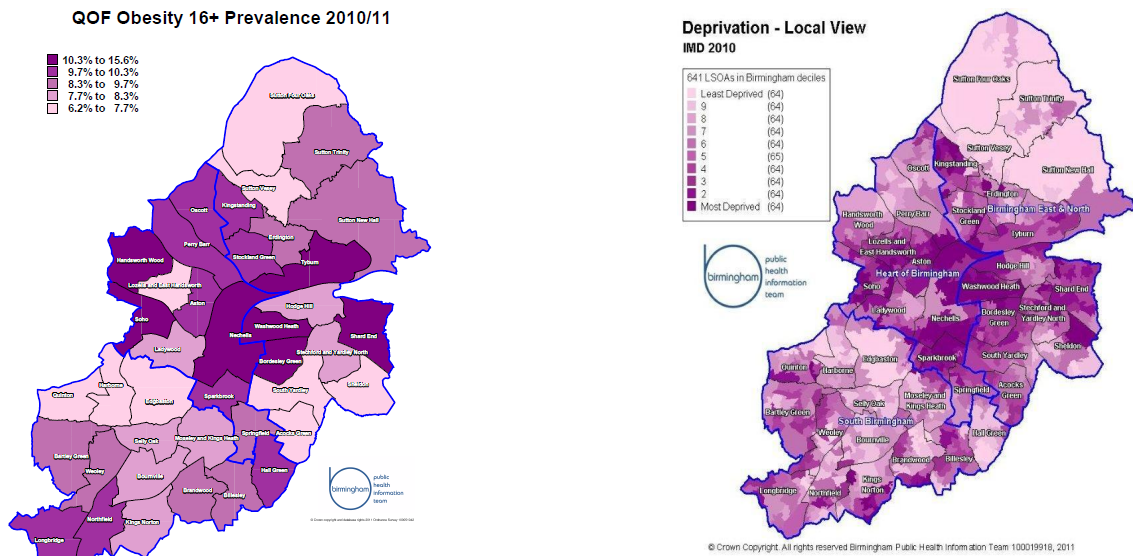 QOF Obesity 16+ Prevalence 2010/11
10.3% to 15.6%
9.7% to 10.3%
8.3% to 9.7%
7.7% to 8.3%
6.2% to 7.7%
Sutton Four Oaks
Sutton Trinity
Sutton Vesey
Sutton New Hall
Oscott
Kingstanding
Erdington
Perry Barr
Stockland Green
Tyburn
Handsworth Wood
Lozells and East Handsworth
Aston
Hodge Hill
Soho
Nechells
Washwood Heath
Shard End
Ladywood
Stechford and Yardley North
Bordesley Green
Harborne
Quinton
Edgbaston
Sparkbrook
South Yardley
Sheldon
Selly Oak
Moseley and Kings Heath
Springfield
Acocks Green
Bartley Green
Weoley
Bournville
Hall Green
Brandwood
Billesley
Northfield
Kings Norton
Longbridge
birmingham
public
health
information
team
Deprivation - Local View
IMD 2010
641 LSOAs in Birmingham deciles
Least Deprived (64)
9 (64)
8 (64)
7 (64)
6 (64)
5 (65)
4 (64)
3 (64)
2 (64)
Most Deprived (64)
birmingham
public
health
information
team
Sutton Four Oaks
Sutton Trinity
Sutton Vesey
Sutton New Hall
Oscott
Kingstanding
Erdington
Handsworth
Wood
Perry Barr
Stockland
Green
Birmingham East & North
Tyburn
Lozells and
East Handsworth
Aston
Heart of Birmingham
Hodge Hill
Soho
Washwood Heath
Shard End
Ladywood
Nechells
Bordesley
Green
Stechford and
Yardley North
Edgbaston
Sparkbrook
South Yardley
Sheldon
Quinton
Harborne
Springfield
Acocks
Green
Selly Oak
Moseley and
Kings Heath
Bartley Green
South Birmingham
Weoley
Bournville
Hall Green
Brandwood
Billesley
Longbridge
Northfield
Kings
Norton
© Crown Copyright. All rights reserved Birmingham Public Health Information Team 100019918, 2011